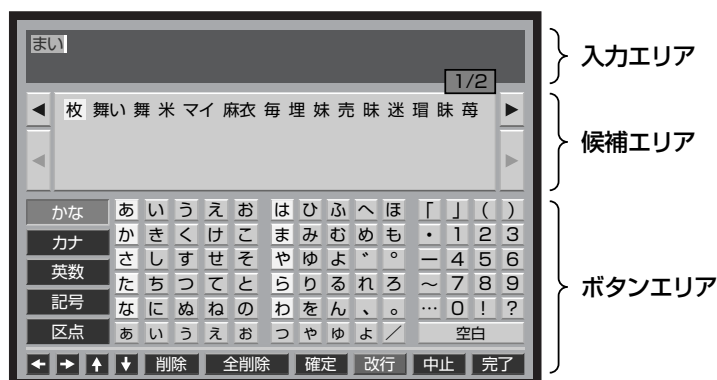 まい
1/2
入力エリア
◀ 枚 舞い 舞 米 マイ 麻衣 毎 埋 妹 売 昧 迷 瑁 眛 苺 ▶
◀ ▶
候補エリア
かな あ い う え お は ひ ふ へ ほ 「 」 ( )
カナ か き く け こ ま み む め も ・ 1 2 3
英数 さ し す せ そ や ゆ よ ゛ ゜ ー 4 5 6
た ち つ て と ら り る れ ろ ~ 7 8 9
記号 な に ぬ ね の わ を ん 、 。 … 0 ! ?
区点 ぁ ぃ ぅ ぇ ぉ っ ゃ ゅ ょ / 空白
ボタンエリア
← → ↑ ↓ 削除 全削除 確定 改行 中止 完了